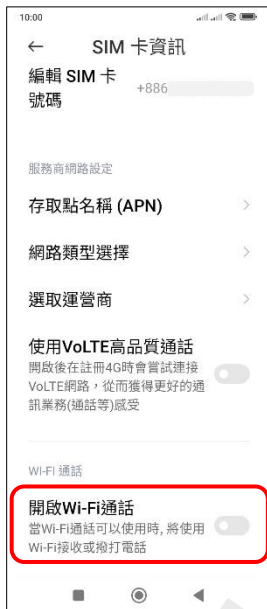 10:00
SIM 卡資訊
編輯 SIM 卡
號碼
+886
服務商網路設定
存取點名稱 (APN)
網路類型選擇
選取運營商
使用VoLTE高品質通話
開啟後在註冊4G時會嘗試連接
VoLTE網路，從而獲得更好的通
訊業務(通話等)感受
WI-FI 通話
開啟Wi-Fi通話
當Wi-Fi通話可以使用時, 將使用
Wi-Fi接收或撥打電話